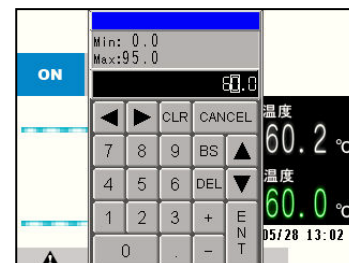 Min: 0.0
Max:95.0
60.0
ON
CLR CANCEL
7 8 9 BS
4 5 6 DEL
1 2 3 + ENT
0 . -
温度
60.2 ℃
温度
60.0 ℃
05/28 13:02